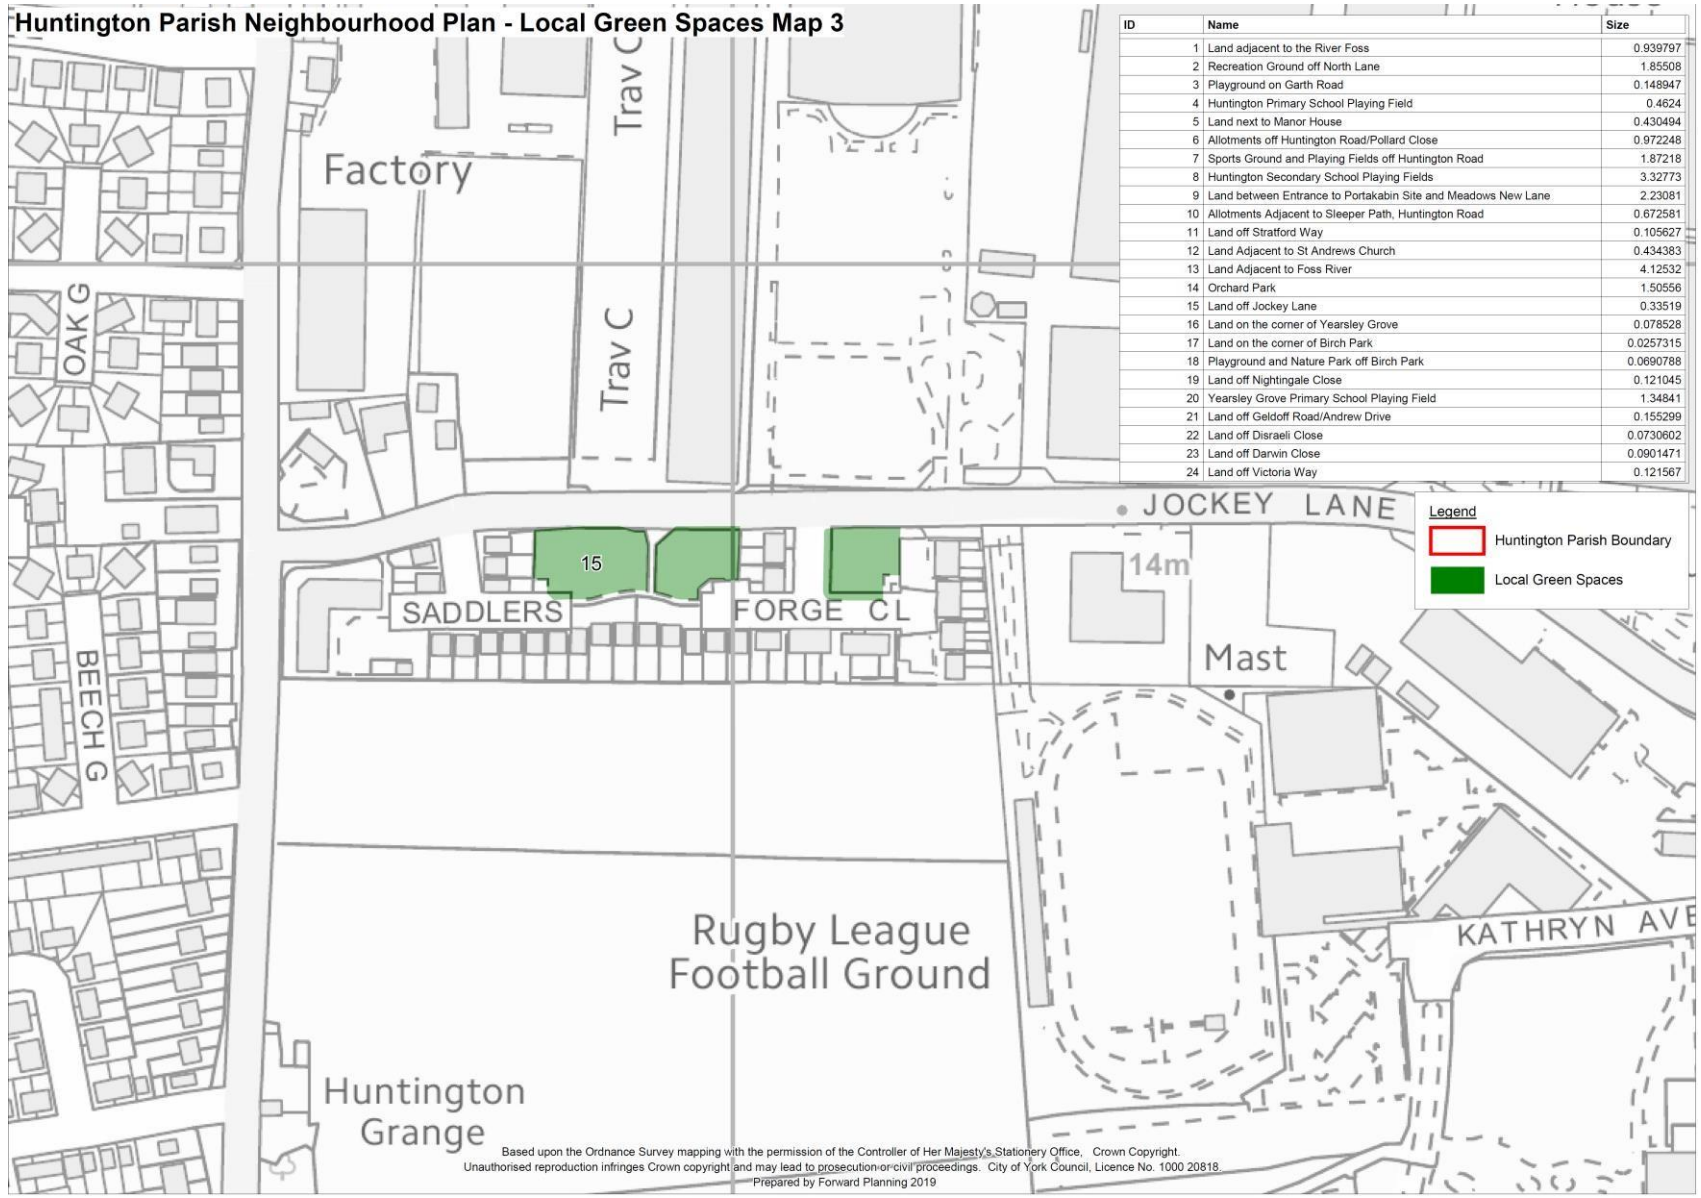 Huntington Parish Neighbourhood Plan - Local Green Spaces Map 3
ID Name Size
1 Land adjacent to the River Foss 0.939797
2 Recreation Ground off North Lane 1.85508
3 Playground on Garth Road 0.148947
4 Huntington Primary School Playing Field 0.4624
5 Land next to Manor House 0.430494
6 Allotments off Huntington Road/Pollard Close 0.972248
7 Sports Ground and Playing Fields off Huntington Road 1.87218
8 Huntington Secondary School Playing Fields 3.32773
9 Land between Entrance to Portakabin Site and Meadows New Lane 2.23081
10 Allotments Adjacent to Sleeper Path, Huntington Road 0.672581
11 Land off Stratford Way 0.105627
12 Land Adjacent to St Andrews Church 0.434383
13 Land Adjacent to Foss River 4.12532
14 Orchard Park 1.50556
15 Land off Jockey Lane 0.33519
16 Land on the corner of Yearsley Grove 0.078528
17 Land on the corner of Birch Park 0.0257315
18 Playground and Nature Park off Birch Park 0.0690788
19 Land off Nightingale Close 0.121045
20 Yearsley Grove Primary School Playing Field 1.34841
21 Land off Geldoff Road/Andrew Drive 0.155299
22 Land off Disraeli Close 0.0730602
23 Land off Darwin Close 0.0901471
24 Land off Victoria Way 0.121567
Legend
Huntington Parish Boundary
Local Green Spaces
Trav C
Factory
OAK G
Trav C
JOCKEY LANE
15
14m
SADDLERS
FORGE CL
Mast
BEECH G
Rugby League
Football Ground
KATHRYN AVE
Huntington
Grange
Based upon the Ordnance Survey mapping with the permission of the Controller of Her Majesty's Stationery Office, Crown Copyright.
Unauthorised reproduction infringes Crown copyright and may lead to prosecution or civil proceedings. City of York Council, Licence No. 1000 20818.
Prepared by Forward Planning 2019